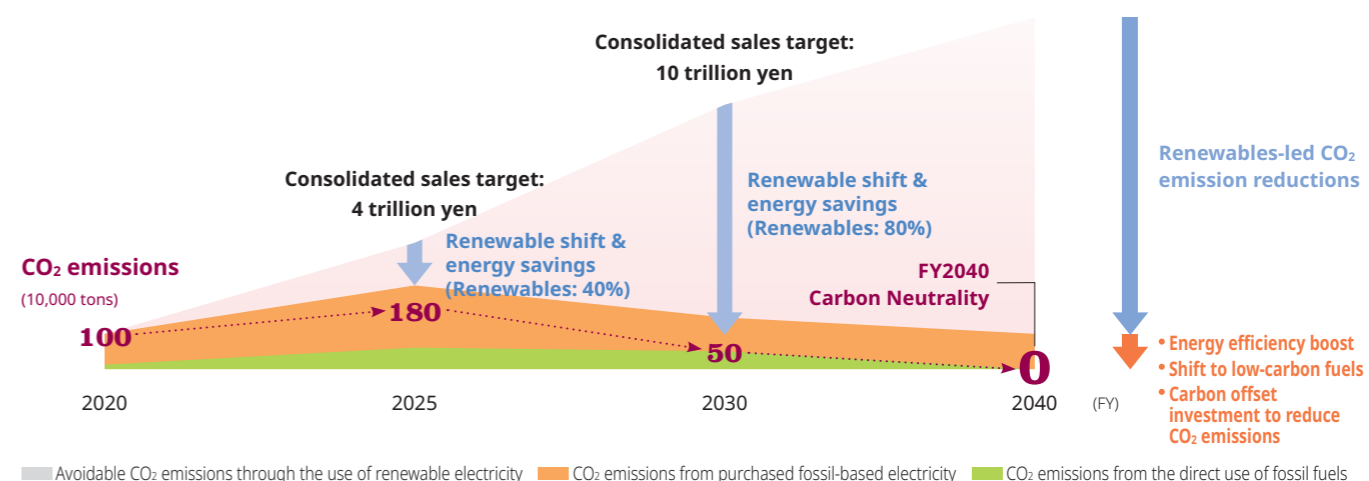 Consolidated sales target:
10 trillion yen
Consolidated sales target:
4 trillion yen
Renewables-led CO₂
emission reductions
Renewable shift &
energy savings
(Renewables: 80%)
Renewable shift &
energy savings
(Renewables: 40%)
CO₂ emissions
(10,000 tons)
FY2040
Carbon Neutrality
100
180
50
0
• Energy efficiency boost
• Shift to low-carbon fuels
• Carbon offset
investment to reduce
CO₂ emissions
2020 2025 2030 2040 (FY)
Avoidable CO₂ emissions through the use of renewable electricity CO₂ emissions from purchased fossil-based electricity CO₂ emissions from the direct use of fossil fuels